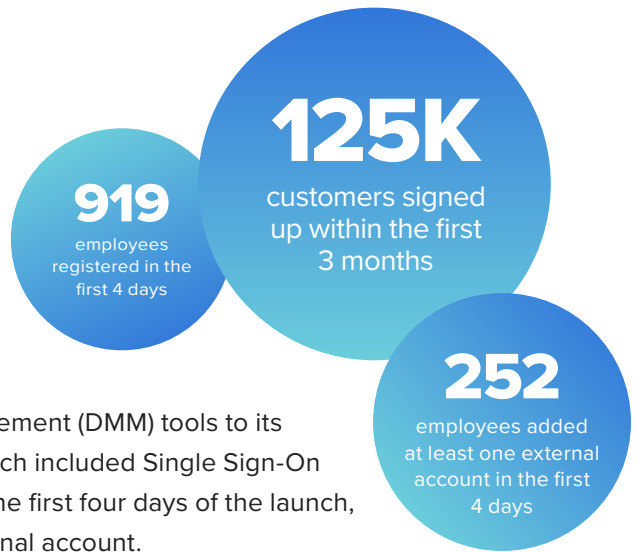 125K
customers signed
up within the first
3 months
919
employees
registered in the
first 4 days
252
employees added
at least one external
account in the first
4 days
ement (DMM) tools to its
ch included Single Sign-On
he first four days of the launch,
nal account.